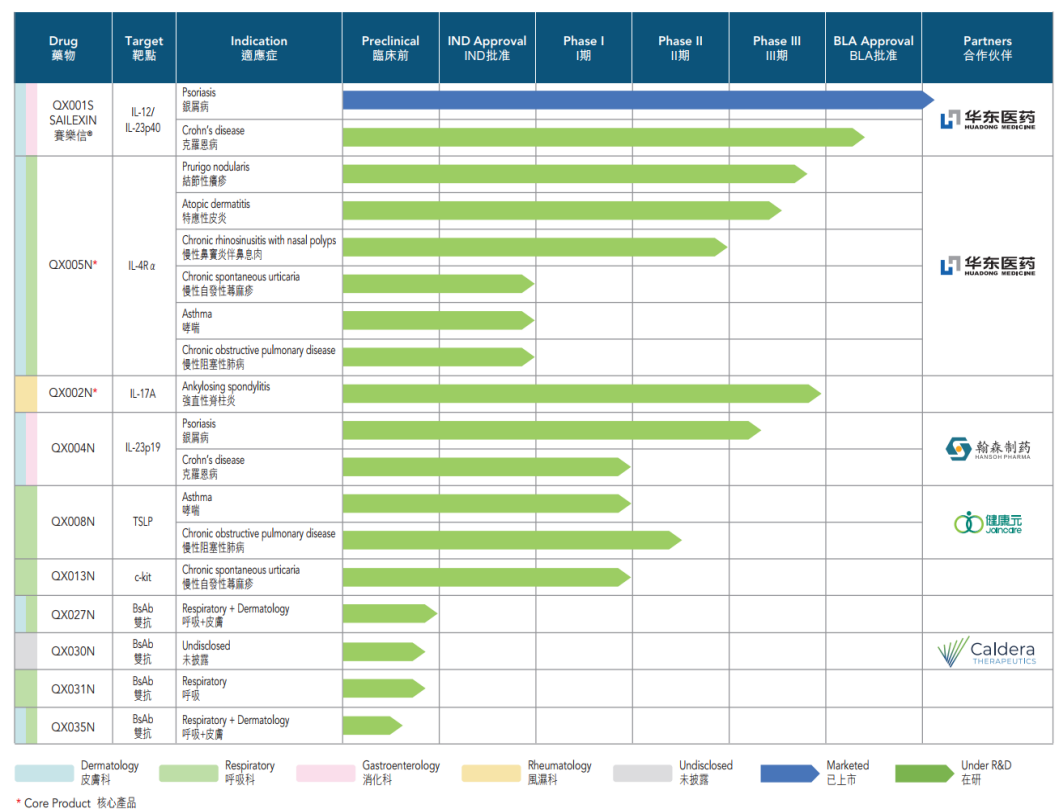 Drug
藥物
Target
靶點
Indication
適應症
Preclinical
臨床前
IND Approval
IND批准
Phase I
I期
Phase II
II期
Phase III
III期
BLA Approval
BLA批准
Partners
合作伙伴
QX001S
SAILEXIN
賽樂信®
IL-12/
IL-23p40
Psoriasis
銀屑病
华东医药
HUADONG MEDICINE
Crohn's disease
克羅恩病
QX005N*
IL-4Rα
Prurigo nodularis
結節性癢疹
Atopic dermatitis
特應性皮炎
Chronic rhinosinusitis with nasal polyps
慢性鼻竇炎伴鼻息肉
华东医药
HUADONG MEDICINE
Chronic spontaneous urticaria
慢性自發性蕁麻疹
Asthma
哮喘
Chronic obstructive pulmonary disease
慢性阻塞性肺病
QX002N*
IL-17A
Ankylosing spondylitis
強直性脊柱炎
QX004N
IL-23p19
Psoriasis
銀屑病
翰森制药
HANSOH PHARMA
Crohn's disease
克羅恩病
QX008N
TSLP
Asthma
哮喘
健康元
Joincare
Chronic obstructive pulmonary disease
慢性阻塞性肺病
QX013N
c-kit
Chronic spontaneous urticaria
慢性自發性蕁麻疹
QX027N
BsAb
雙抗
Respiratory + Dermatology
呼吸+皮膚
QX030N
BsAb
雙抗
Undisclosed
未披露
Caldera
THERAPEUTICS
QX031N
BsAb
雙抗
Respiratory
呼吸
QX035N
BsAb
雙抗
Respiratory + Dermatology
呼吸+皮膚
Dermatology
皮膚科
Respiratory
呼吸科
Gastroenterology
消化科
Rheumatology
風濕科
Undisclosed
未披露
Marketed
已上市
Under R&D
在研
* Core Product 核心產品